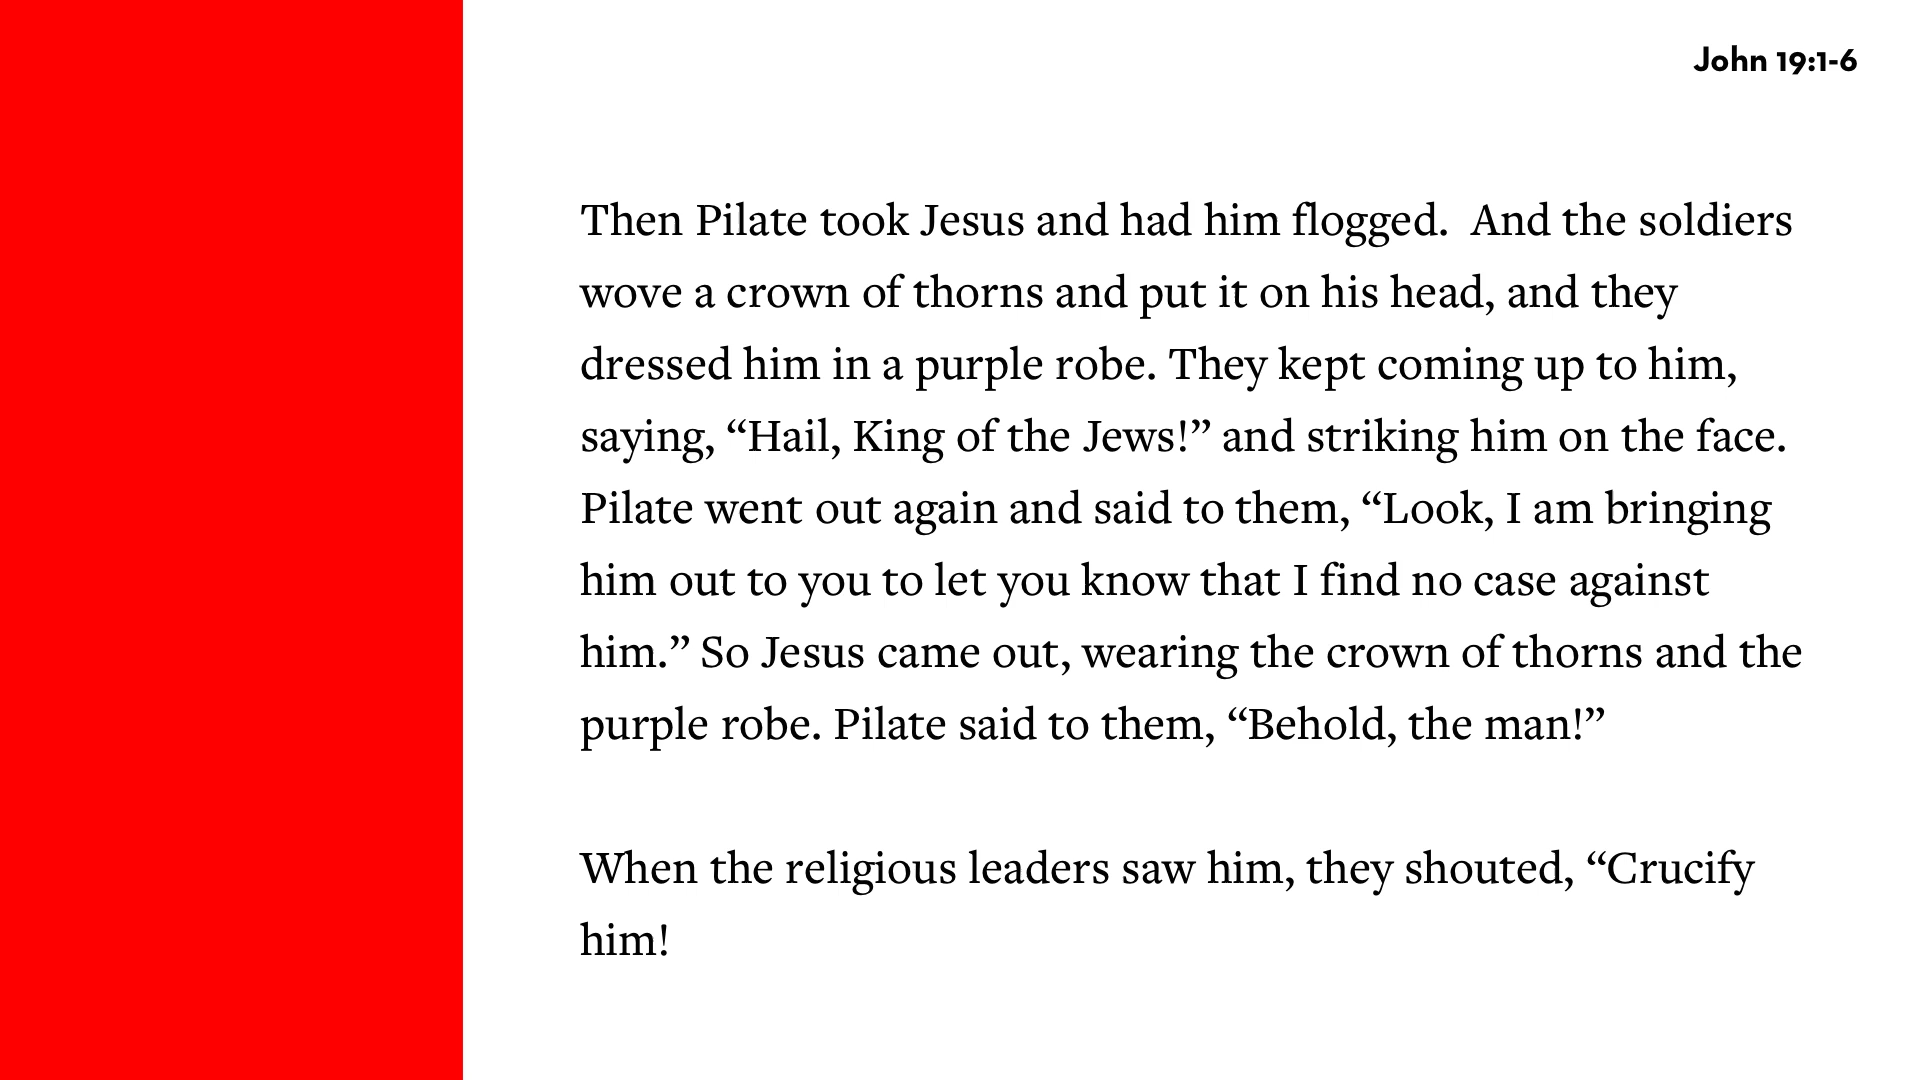 John 19:1-6
Then Pilate took Jesus and had him flogged.  And the soldiers
wove a crown of thorns and put it on his head, and they
dressed him in a purple robe. They kept coming up to him,
saying, “Hail, King of the Jews!” and striking him on the face.
Pilate went out again and said to them, “Look, I am bringing
him out to you to let you know that I find no case against
him.” So Jesus came out, wearing the crown of thorns and the
purple robe. Pilate said to them, “Behold, the man!”
When the religious leaders saw him, they shouted, “Crucify
him!